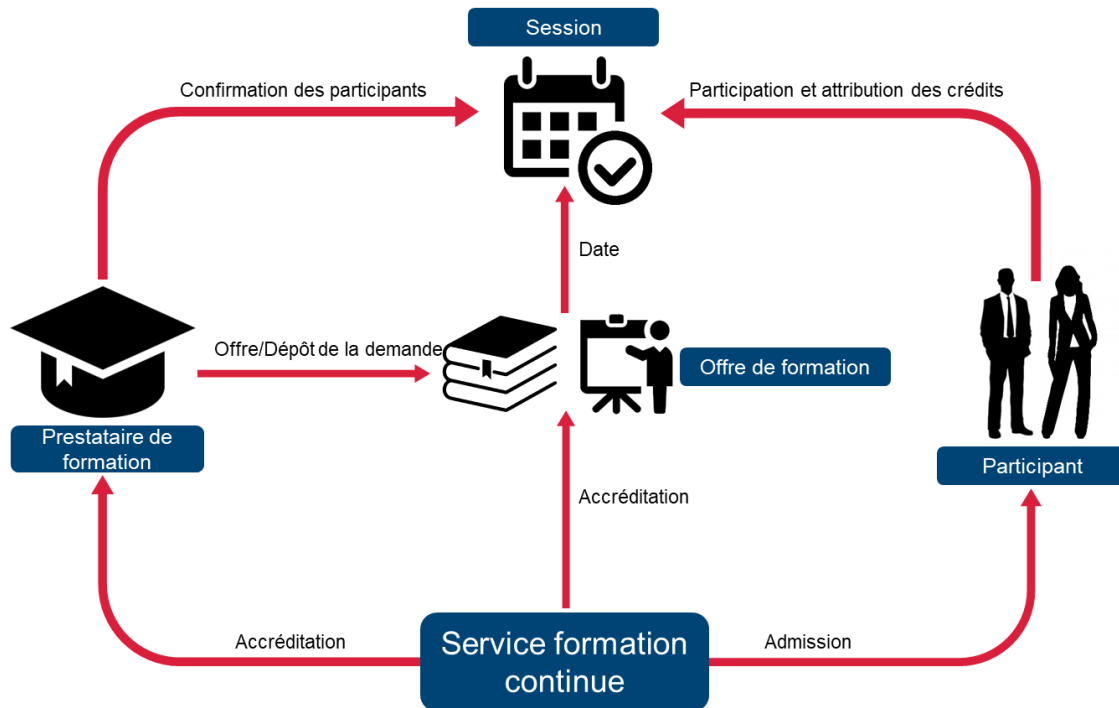 Session
Confirmation des participants
Participation et attribution des crédits
Date
Offre/Dépôt de la demande
Offre de formation
Prestataire de
formation
Participant
Accréditation
Accréditation
Service formation
continue
Admission